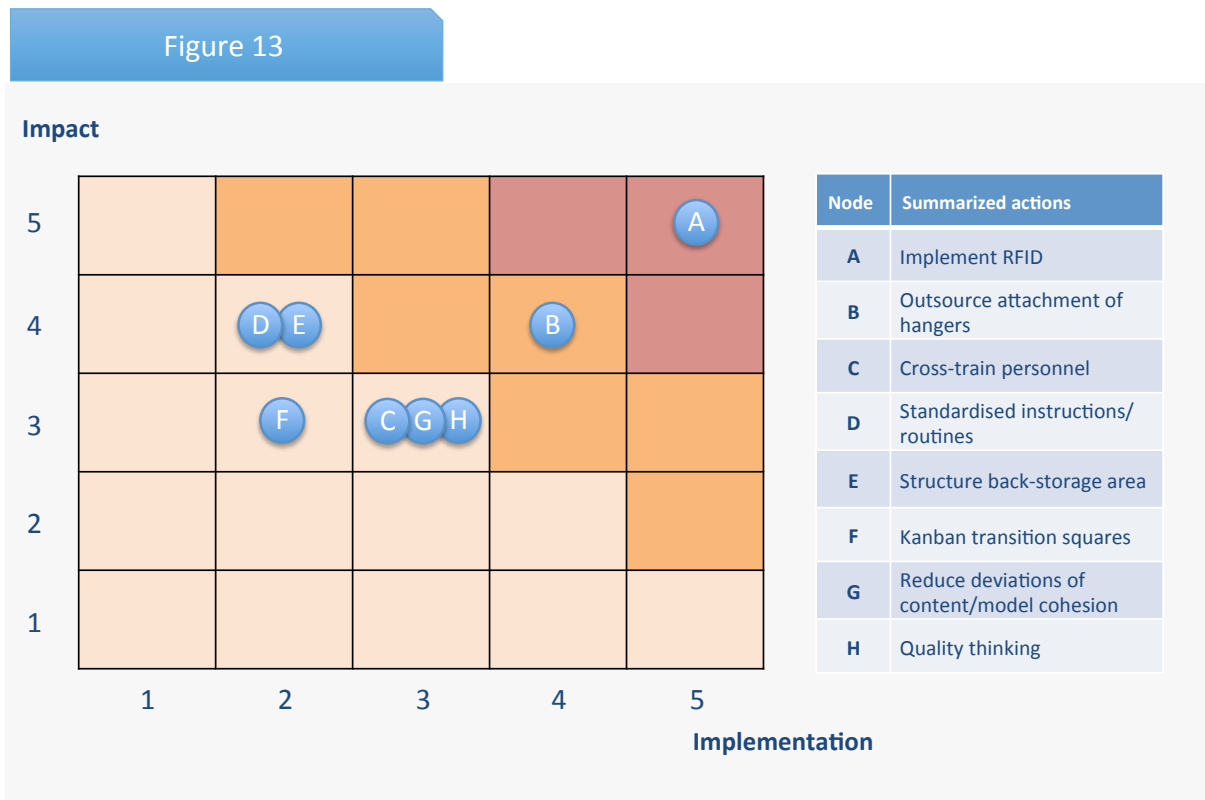 Figure 13
Impact
5
A
4
D E
B
3
F
C G H
2
1
1 2 3 4 5
Implementation
Node Summarized actions
A Implement RFID
B Outsource attachment of
hangers
C Cross-train personnel
D Standardised instructions/
routines
E Structure back-storage area
F Kanban transition squares
G Reduce deviations of
content/model cohesion
H Quality thinking